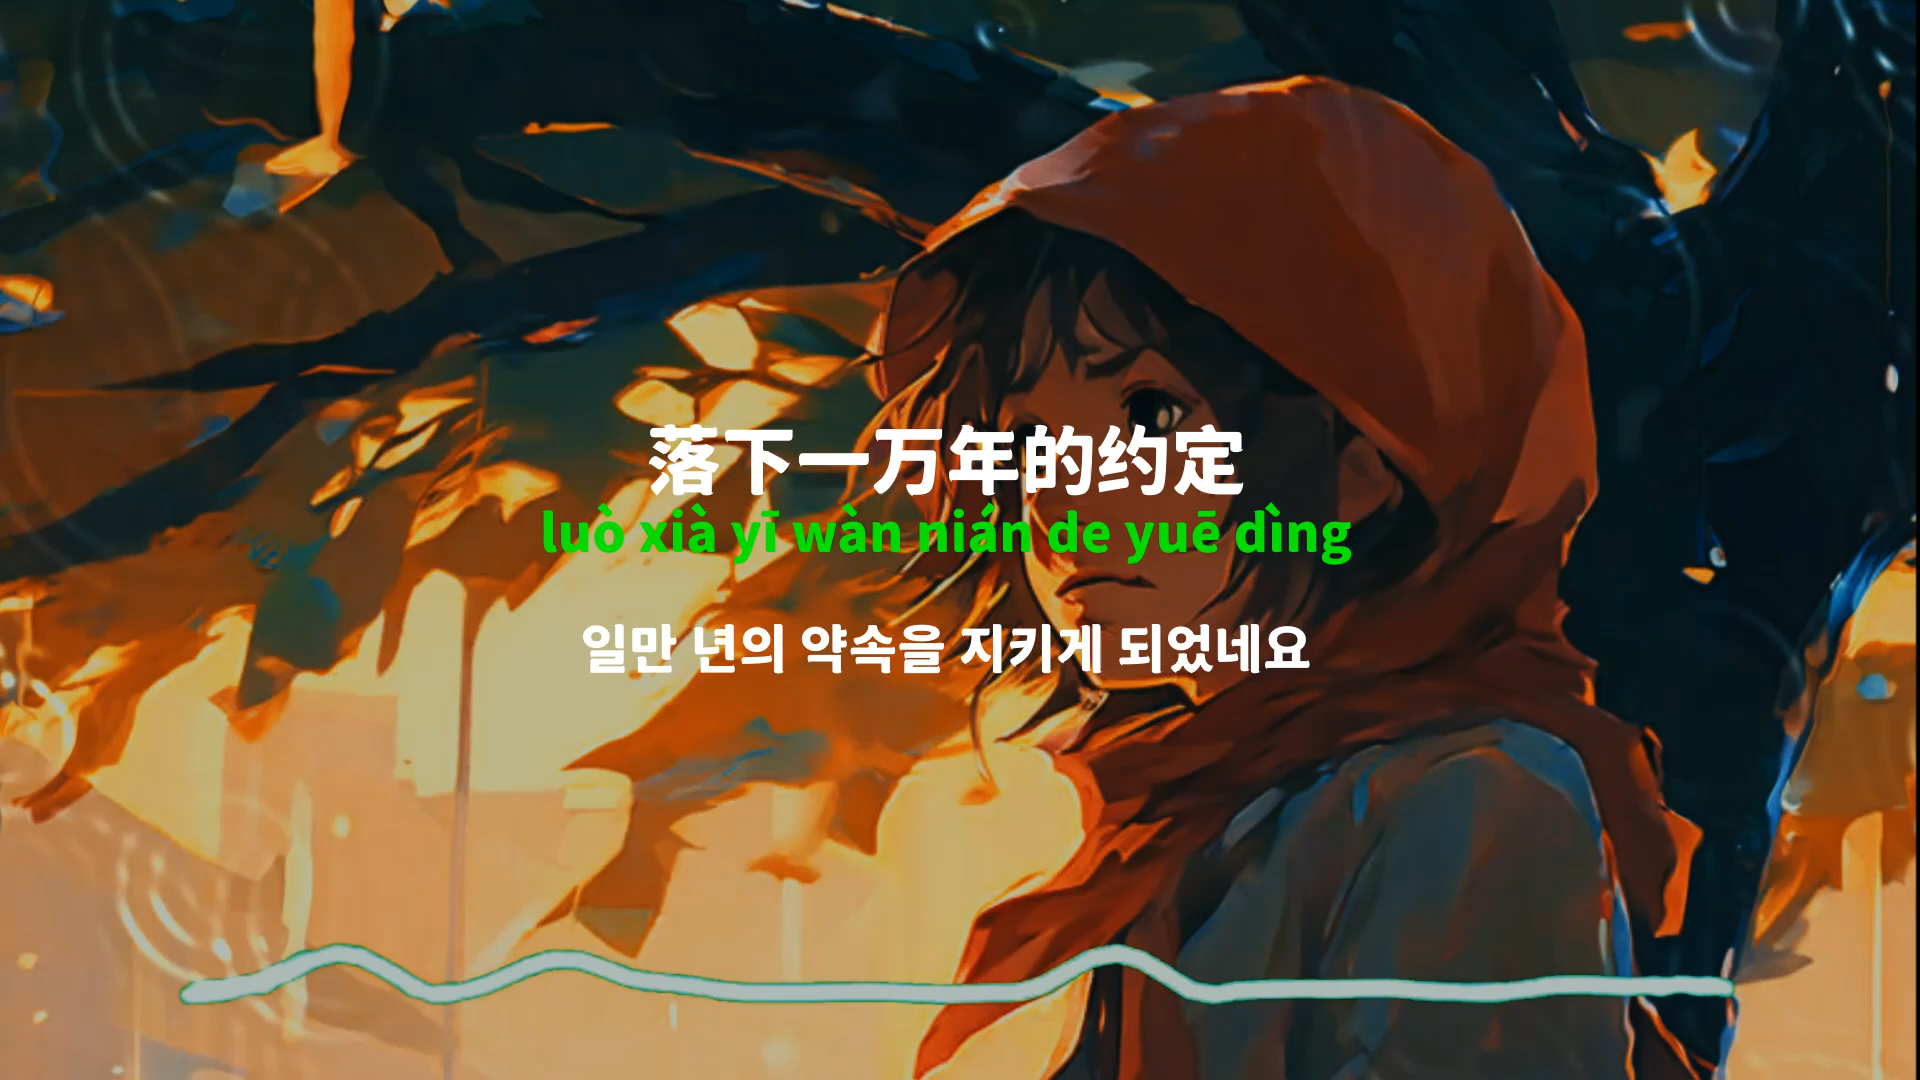 落下一万年的约定
luò xià yī wàn nián de yuē dìng
일만 년의 약속을 지키게 되었네요